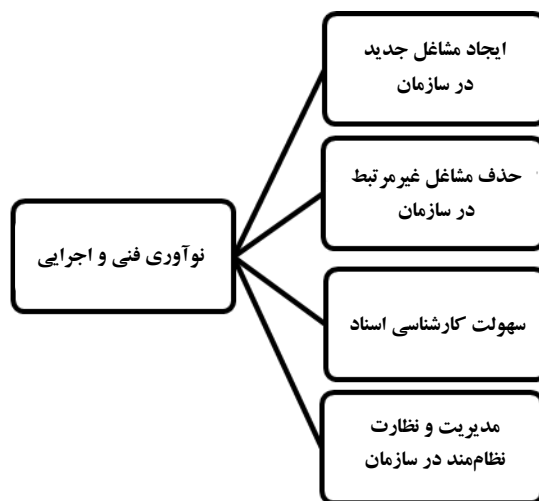 ایجاد مشاغل جدید
در سازمان
حذف مشاغل غیرمرتبط
در سازمان
نوآوری فنی و اجرایی
سهولت کارشناسی اسناد
مدیریت و نظارت
نظام‌مند در سازمان